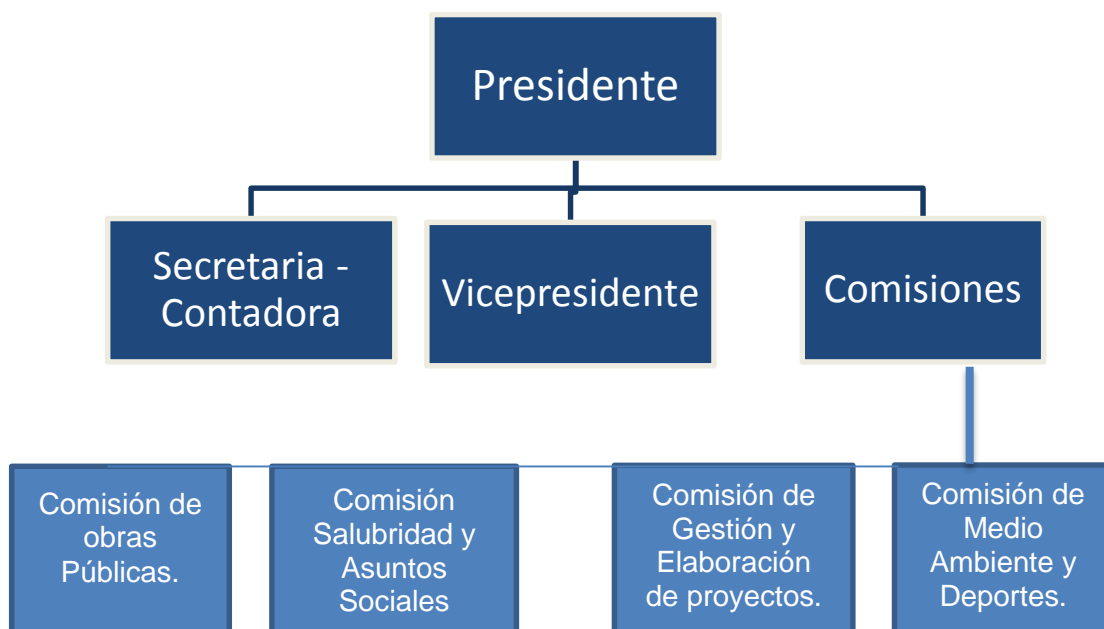 Presidente
Secretaria -
Contadora
Vicepresidente
Comisiones
Comisión de
obras
Públicas.
Comisión
Salubridad y
Asuntos
Sociales
Comisión de
Gestión y
Elaboración
de proyectos.
Comisión de
Medio
Ambiente y
Deportes.